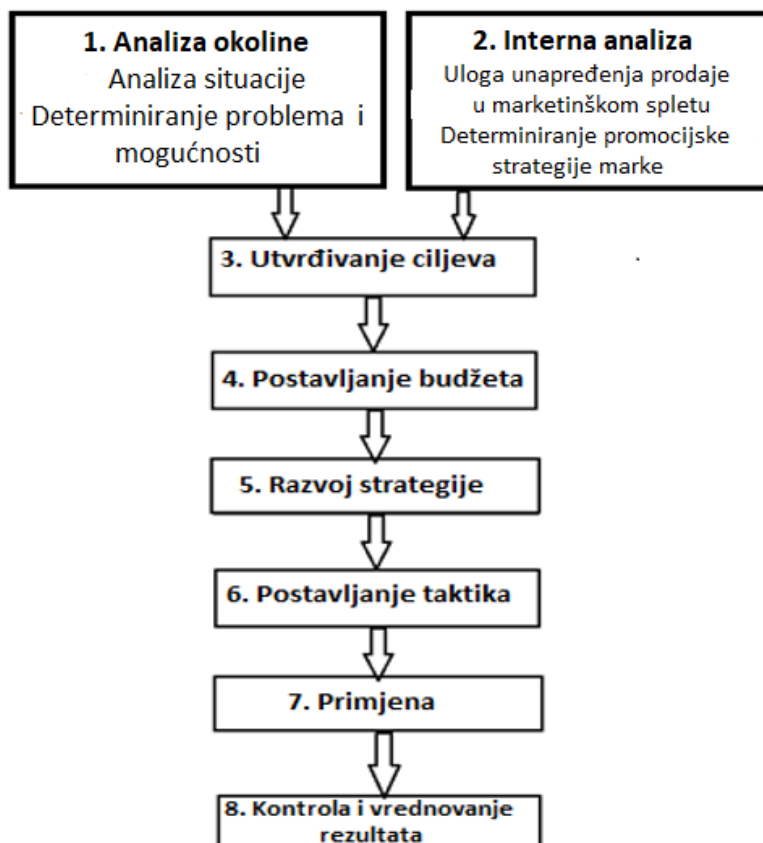 1. Analiza okoline
Analiza situacije
Determiniranje problema i
mogućnosti
2. Interna analiza
Uloga unapređenja prodaje
u marketinškom spletu
Determiniranje promocijske
strategije marke
3. Utvrđivanje ciljeva
4. Postavljanje budžeta
5. Razvoj strategije
6. Postavljanje taktika
7. Primjena
8. Kontrola i vrednovanje
rezultata